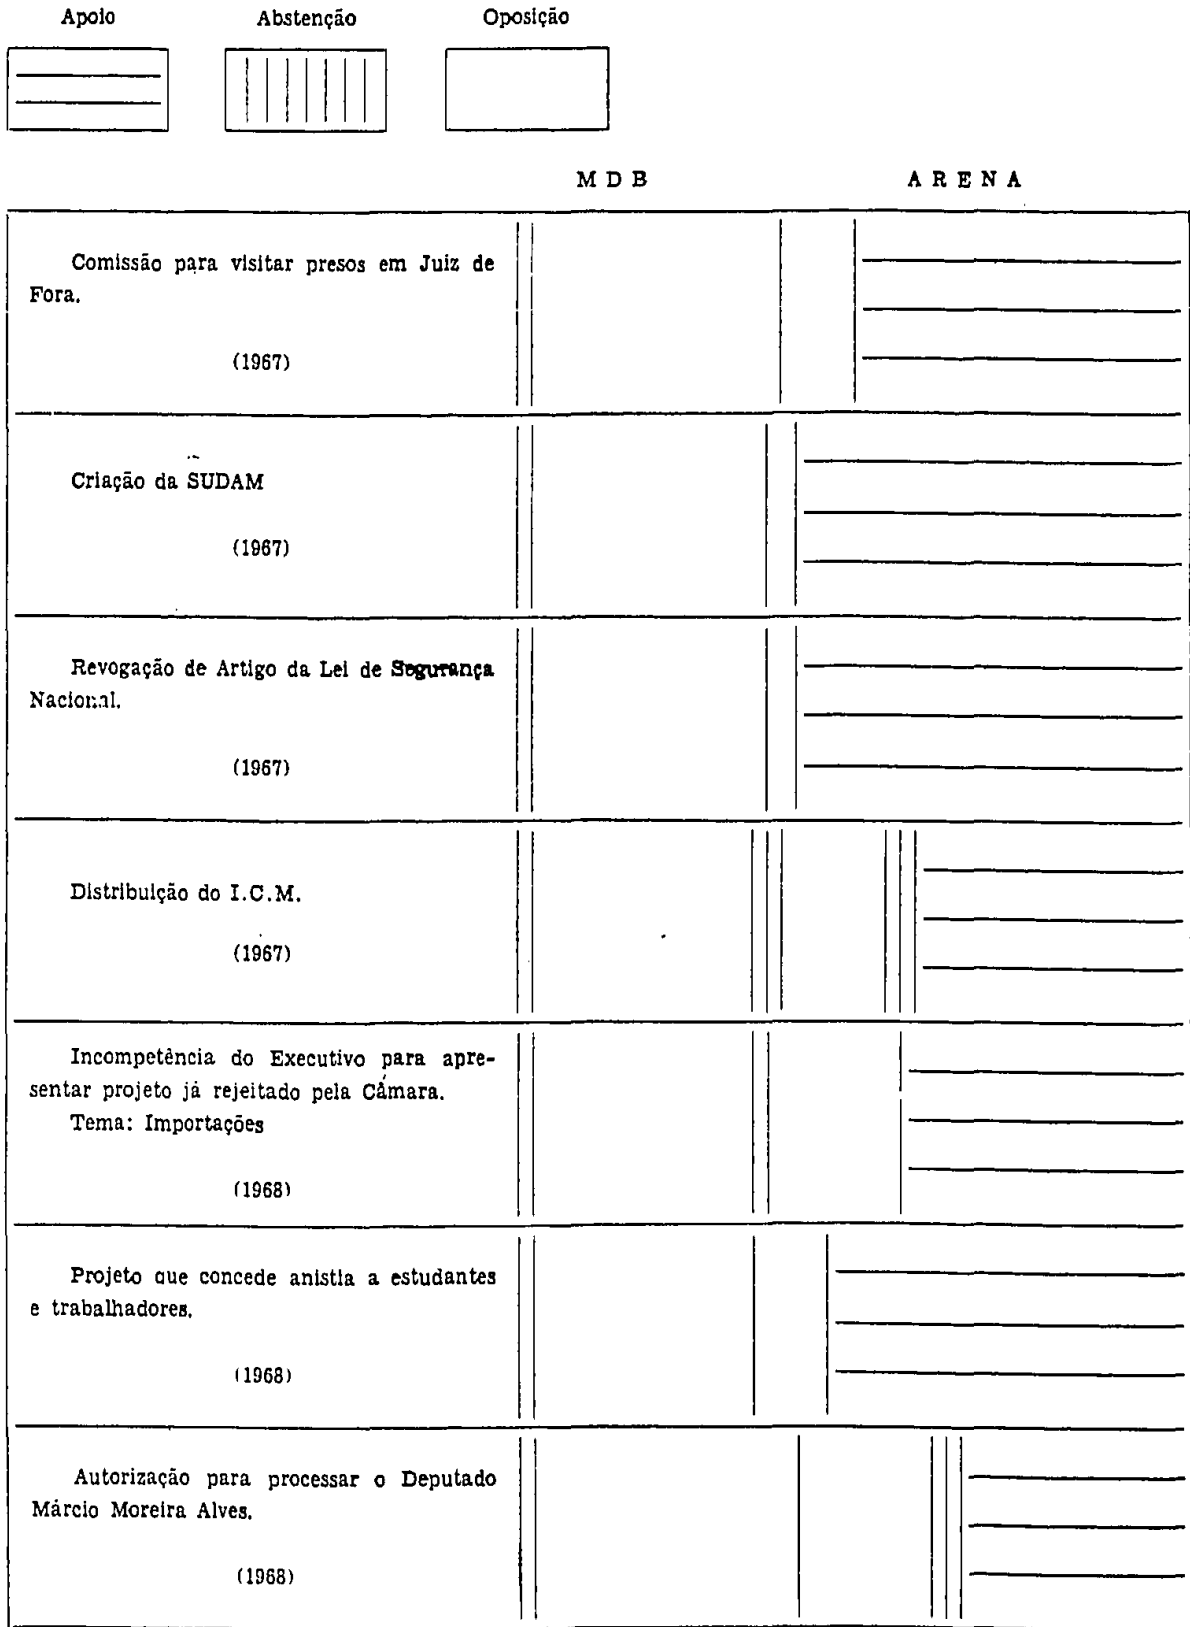 Apoio Abstenção Oposição
M D B A R E N A
Comissão para visitar presos em Juiz de
Fora.
(1967)
Criação da SUDAM
(1967)
Revogação de Artigo da Lei de Segurança
Nacional.
(1967)
Distribuição do I.C.M.
(1967)
Incompetência do Executivo para apre-
sentar projeto já rejeitado pela Câmara.
Tema: Importações
(1968)
Projeto que concede anistia a estudantes
e trabalhadores.
(1968)
Autorização para processar o Deputado
Márcio Moreira Alves.
(1968)